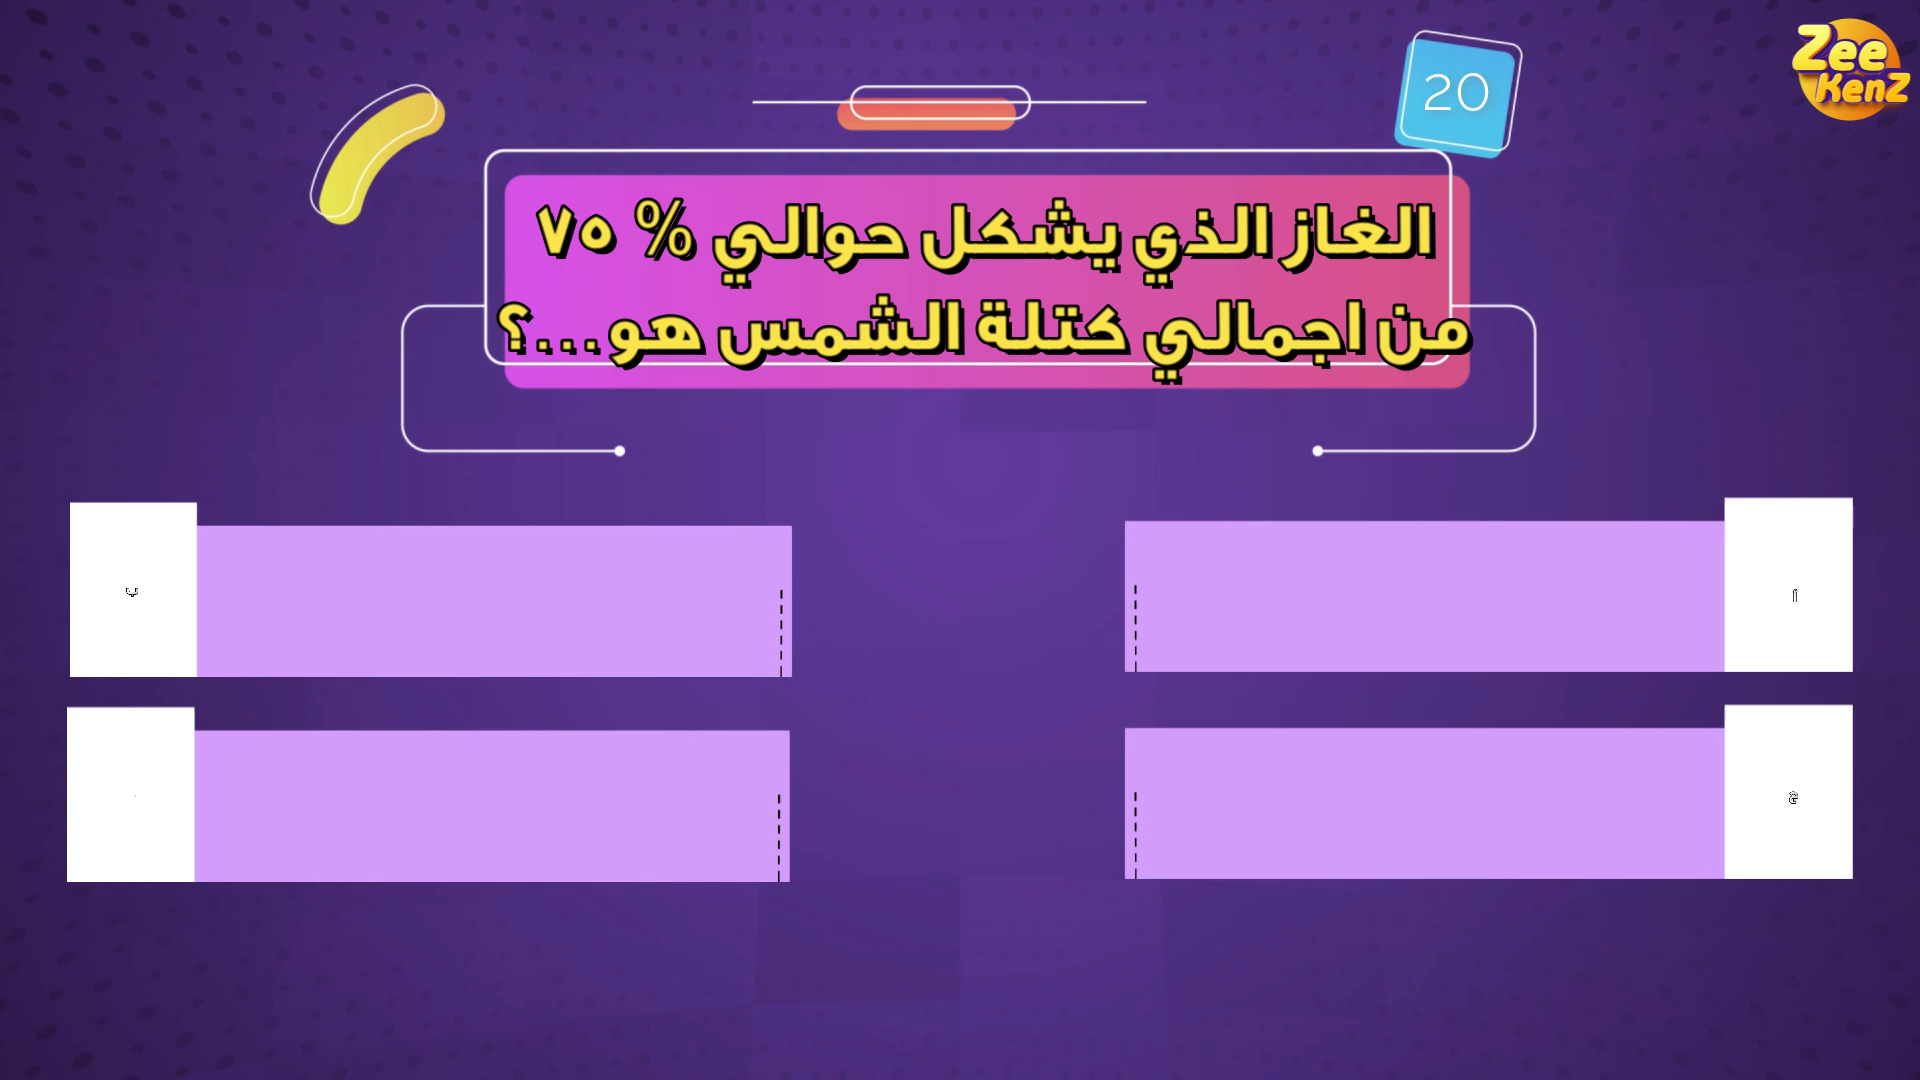 Zee
KenZ
20
الغاز الذي يشكل حوالي % ٧٥
من اجمالي كتلة الشمس هو...؟
أ
ب
ج